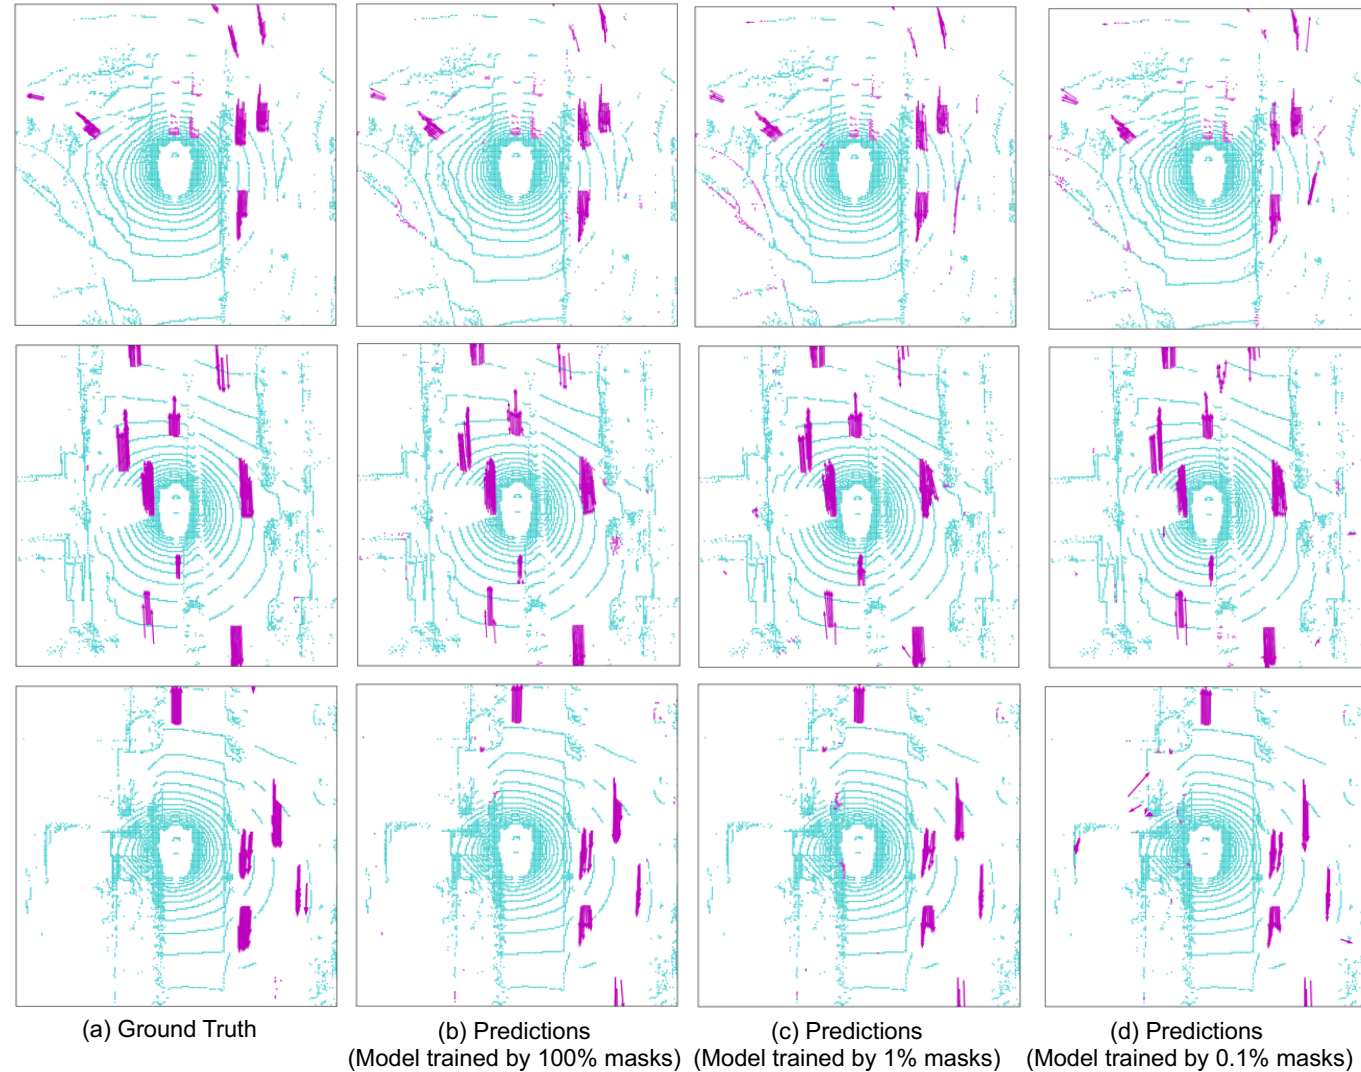 (a) Ground Truth
(b) Predictions
(Model trained by 100% masks)
(c) Predictions
(Model trained by 1% masks)
(d) Predictions
(Model trained by 0.1% masks)